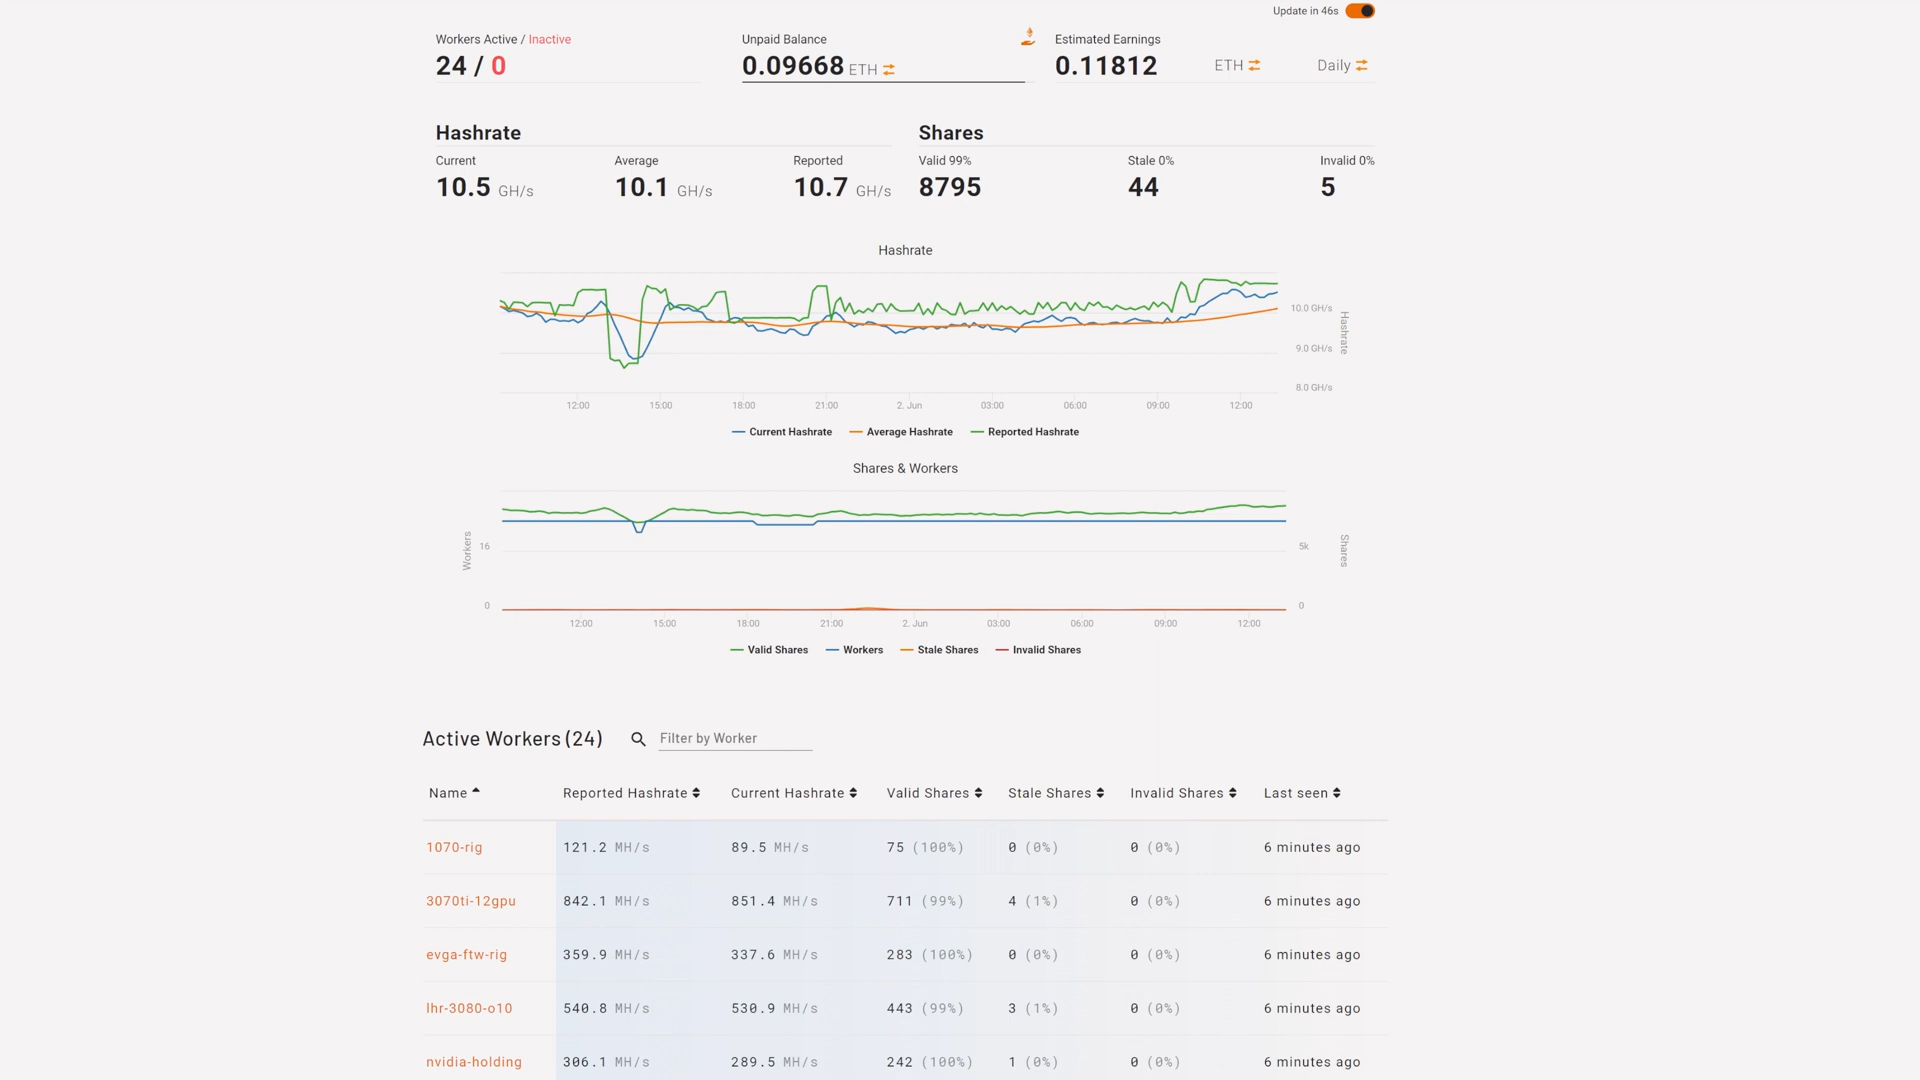 Update in 46s
Workers Active / Inactive
24 / 0
Unpaid Balance
0.09668 ETH
Estimated Earnings
0.11812 ETH Daily
Hashrate
Current Average Reported
10.5 GH/s 10.1 GH/s 10.7 GH/s
Shares
Valid 99% Stale 0% Invalid 0%
8795 44 5
Hashrate
10.0 GH/s
9.0 GH/s
8.0 GH/s
Hashrate
12:00 15:00 18:00 21:00 2. Jun 03:00 06:00 09:00 12:00
Current Hashrate Average Hashrate Reported Hashrate
Shares & Workers
Workers
16
0
5k
0
Shares
12:00 15:00 18:00 21:00 2. Jun 03:00 06:00 09:00 12:00
Valid Shares Workers Stale Shares Invalid Shares
Active Workers (24) Filter by Worker
Name Reported Hashrate Current Hashrate Valid Shares Stale Shares Invalid Shares Last seen
1070-rig 121.2 MH/s 89.5 MH/s 75 (100%) 0 (0%) 0 (0%) 6 minutes ago
3070ti-12gpu 842.1 MH/s 851.4 MH/s 711 (99%) 4 (1%) 0 (0%) 6 minutes ago
evga-ftw-rig 359.9 MH/s 337.6 MH/s 283 (100%) 0 (0%) 0 (0%) 6 minutes ago
lhr-3080-o10 540.8 MH/s 530.9 MH/s 443 (99%) 3 (1%) 0 (0%) 6 minutes ago
nvidia-holding 306.1 MH/s 289.5 MH/s 242 (100%) 1 (0%) 0 (0%) 6 minutes ago